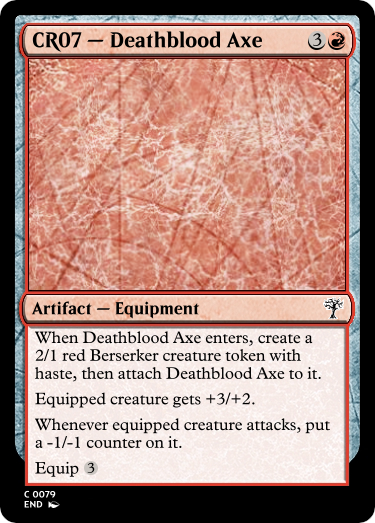 CR07 — Deathblood Axe 3
Artifact — Equipment
When Deathblood Axe enters, create a
2/1 red Berserker creature token with
haste, then attach Deathblood Axe to it.
Equipped creature gets +3/+2.
Whenever equipped creature attacks, put
a -1/-1 counter on it.
Equip 3
C 0079
END